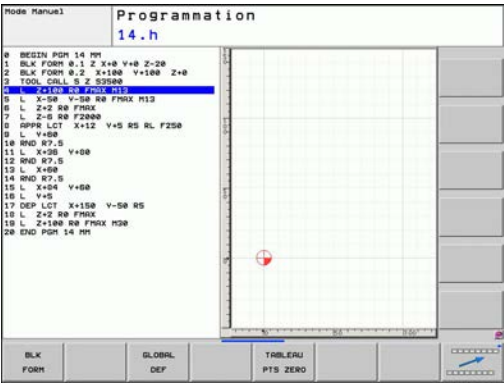 Mode Manuel
Programmation
14.h
0 BEGIN PGM 14 MM
1 BLK FORM 0.1 Z X+0 Y+0 Z-20
2 BLK FORM 0.2 X+100 Y+100 Z+0
3 TOOL CALL 5 Z S3500
4 L Z+100 R0 FMAX M13
5 L X-50 Y-50 R0 FMAX M13
6 L Z+2 R0 FMAX
7 L Z-6 R0 F2000
8 APPR LCT X+12 Y+5 R5 RL F250
9 L Y+60
10 RND R7.5
11 L X+36 Y+80
12 RND R7.5
13 L X+60
14 RND R7.5
15 L X+84 Y+60
16 L Y+5
17 DEP LCT X+150 Y-50 R5
18 L Z+2 R0 FMAX
19 L Z+100 R0 FMAX M30
20 END PGM 14 MM
BLK FORM
GLOBAL DEF
TABLEAU PTS ZERO